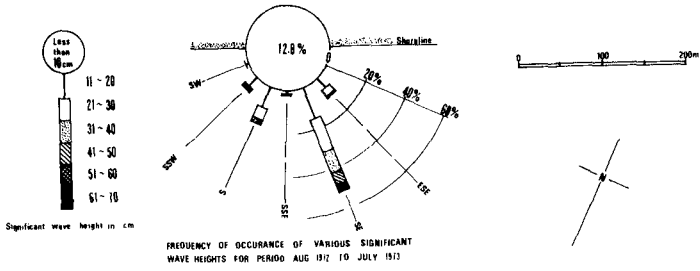 Less
than
10cm
11 ~ 20
21 ~ 30
31 ~ 40
41 ~ 50
51 ~ 60
61 ~ 70
Significant wave height in cm
12.8 %
Shoreline
SW
SSW
S
SSE
SE
ESE
20%
40%
60%
FREQUENCY OF OCCURANCE OF VARIOUS SIGNIFICANT
WAVE HEIGHTS FOR PERIOD AUG 1972 TO JULY 1973
0
100
200m
N